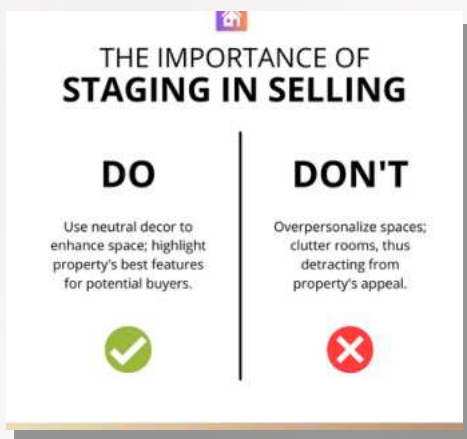 THE IMPORTANCE OF
STAGING IN SELLING
DO
Use neutral decor to
enhance space; highlight
property's best features
for potential buyers.
DON'T
Overpersonalize spaces;
clutter rooms, thus
detracting from
property's appeal.